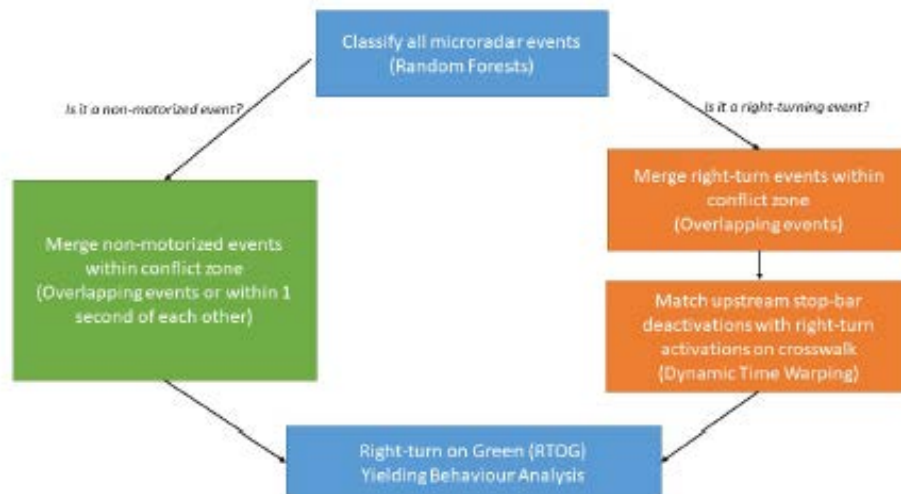 Classify all microradar events
(Random Forests)
Is it a non-motorized event?
Is it a right-turning event?
Merge non-motorized events
within conflict zone
(Overlapping events or within 1
second of each other)
Merge right-turn events within
conflict zone
(Overlapping events)
Match upstream stop-bar
deactivations with right-turn
activations on crosswalk
(Dynamic Time Warping)
Right-turn on Green (RTOG)
Yielding Behaviour Analysis